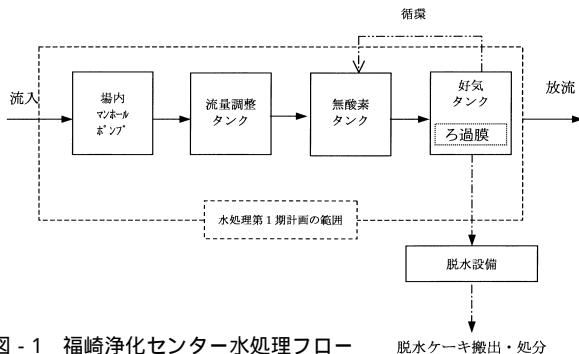 循環
流入
場内
マンホール
ポンプ
流量調整
タンク
無酸素
タンク
好気
タンク
ろ過膜
放流
水処理第1期計画の範囲
脱水設備
図 - 1 福崎浄化センター水処理フロー
脱水ケーキ搬出・処分